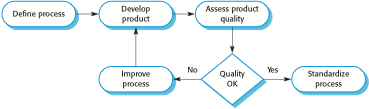 Define process
Develop
product
Assess product
quality
Improve
process
No
Quality
OK
Yes
Standardize
process